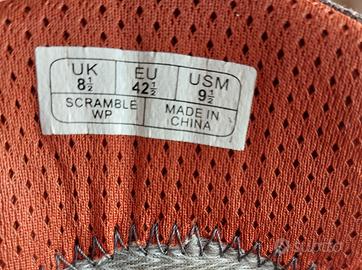 UK EU USM
8½ 42½ 9½
SCRAMBLE MADE IN
WP CHINA
subito